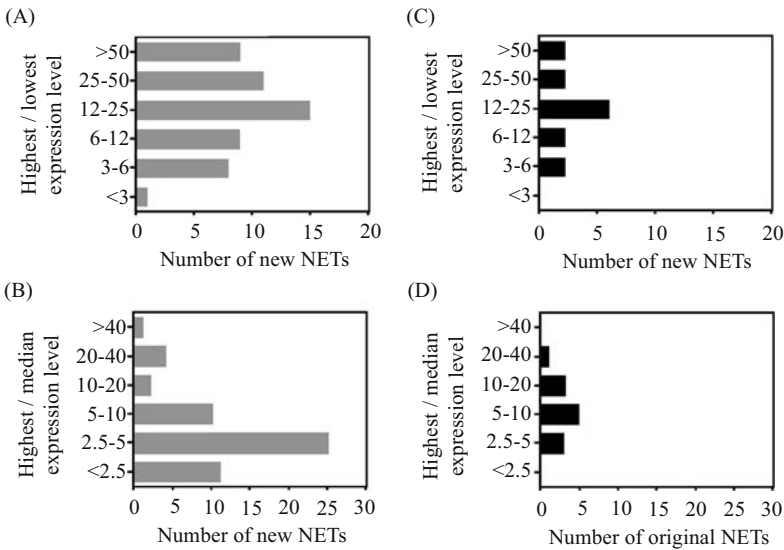 (A)
Highest / lowest
expression level
>50
25-50
12-25
6-12
3-6
<3
0 5 10 15 20
Number of new NETs
(C)
Highest / lowest
expression level
>50
25-50
12-25
6-12
3-6
<3
0 5 10 15 20
Number of new NETs
(B)
Highest / median
expression level
>40
20-40
10-20
5-10
2.5-5
<2.5
0 5 10 15 20 25 30
Number of new NETs
(D)
Highest / median
expression level
>40
20-40
10-20
5-10
2.5-5
<2.5
0 5 10 15 20 25 30
Number of original NETs